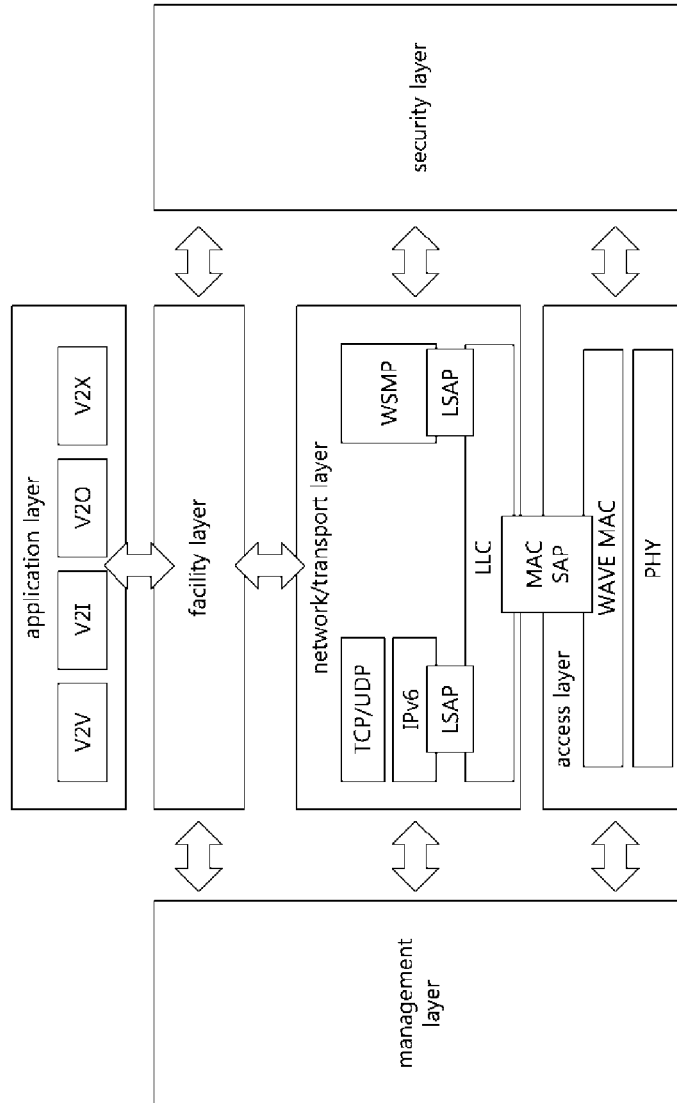 application layer
V2V
V2I
V2O
V2X
management
layer
facility layer
security layer
network/transport layer
TCP/UDP
IPv6
LSAP
WSMP
LSAP
LLC
MAC
SAP
access layer
WAVE MAC
PHY